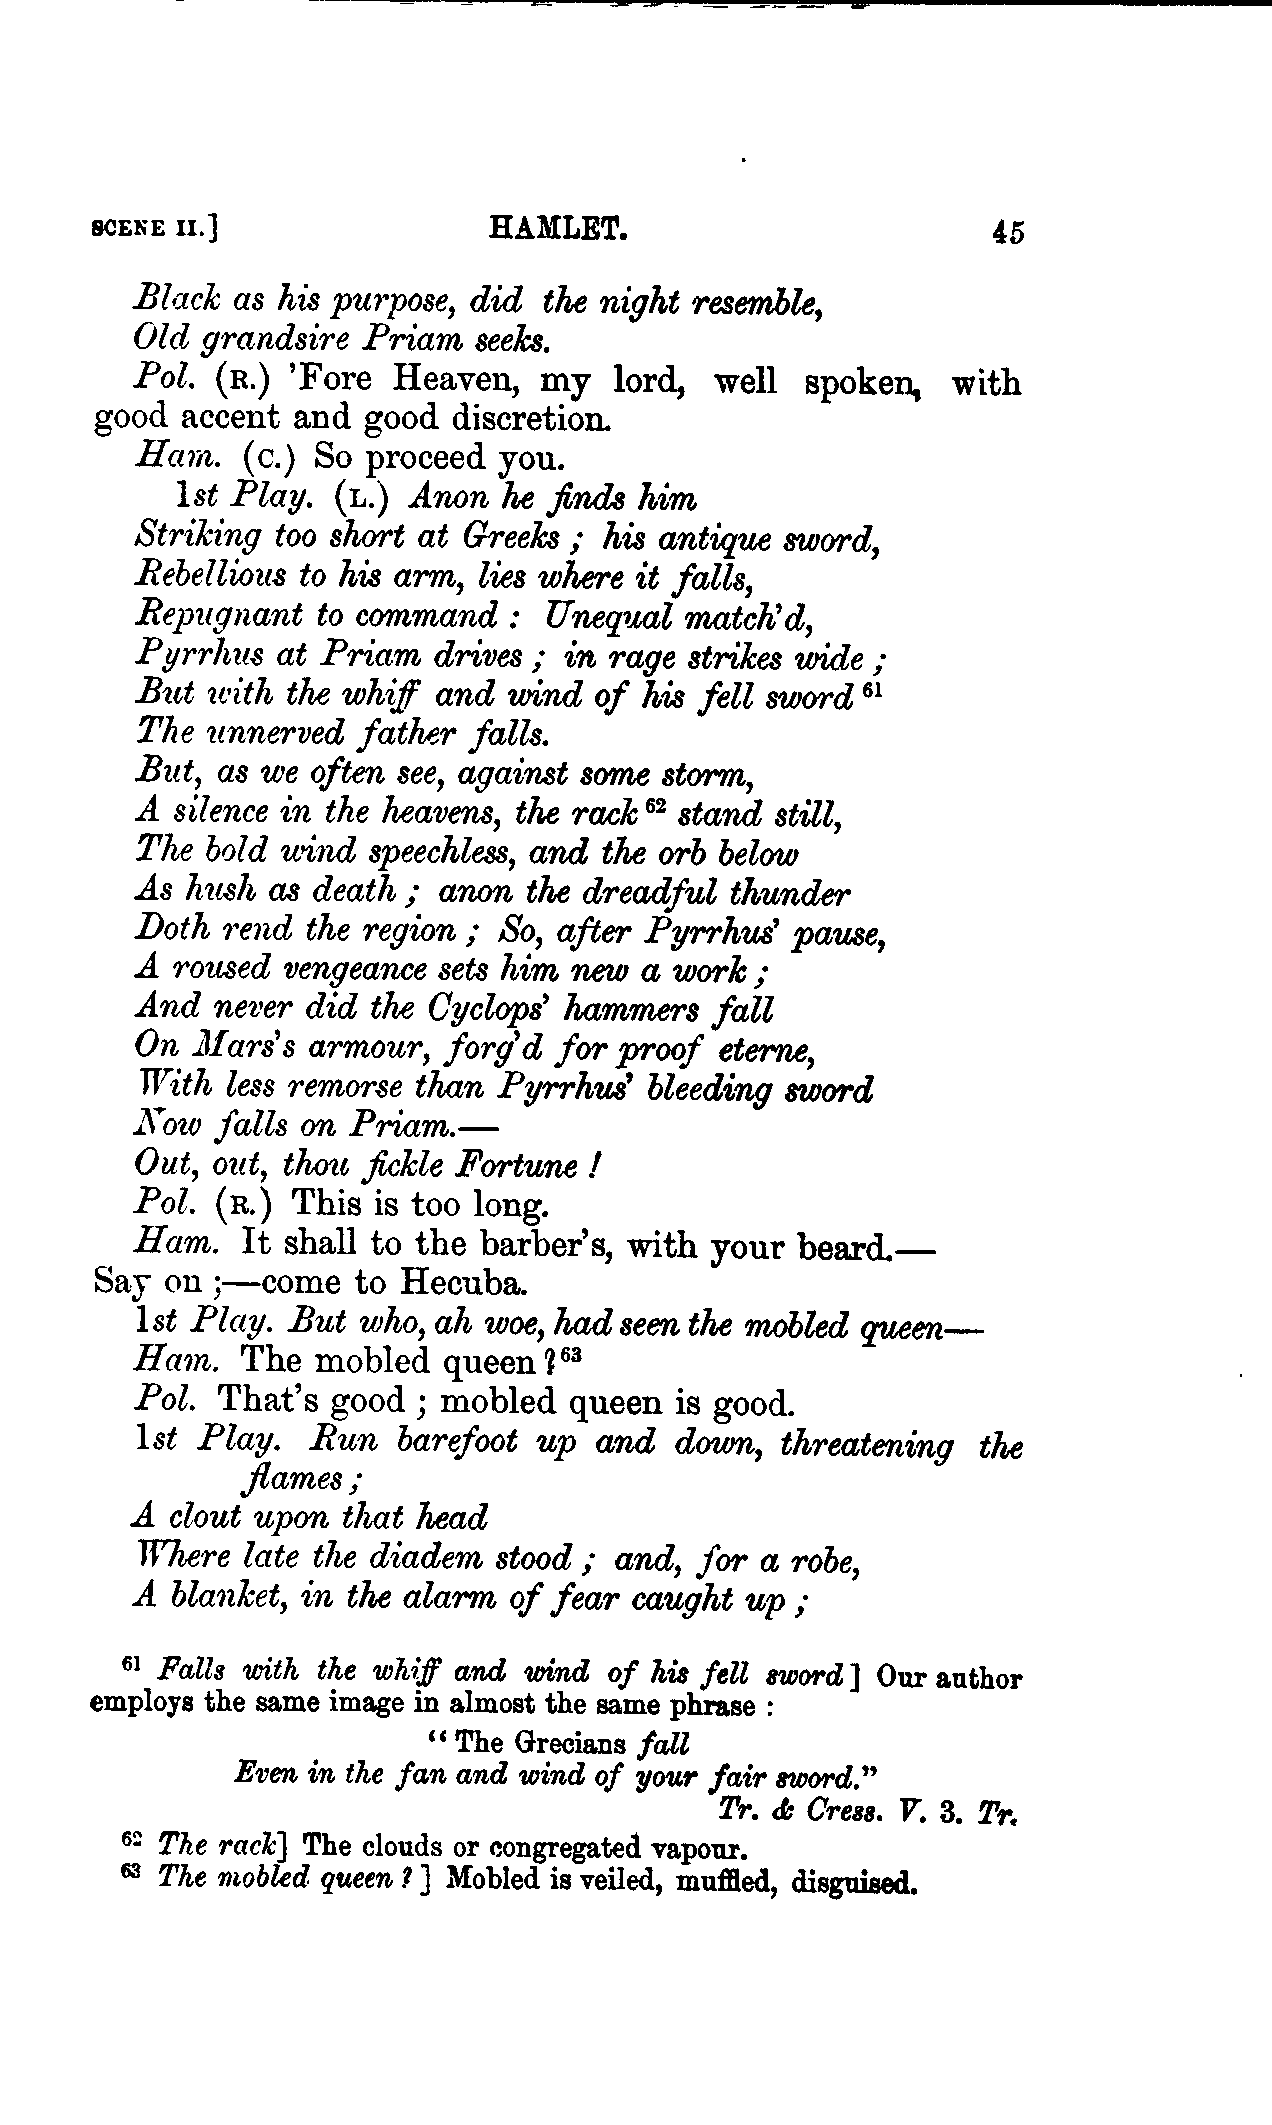 SCENE II.] HAMLET. 45
Black as his purpose, did the night resemble,
Old grandsire Priam seeks.
Pol. (R.) 'Fore Heaven, my lord, well spoken, with
good accent and good discretion.
Ham. (C.) So proceed you.
1st Play. (L.) Anon he finds him
Striking too short at Greeks ; his antique sword,
Rebellious to his arm, lies where it falls,
Repugnant to command : Unequal match'd,
Pyrrhus at Priam drives ; in rage strikes wide ;
But with the whiff and wind of his fell sword 61
The unnerved father falls.
But, as we often see, against some storm,
A silence in the heavens, the rack 62 stand still,
The bold wind speechless, and the orb below
As hush as death ; anon the dreadful thunder
Doth rend the region ; So, after Pyrrhus' pause,
A roused vengeance sets him new a work ;
And never did the Cyclops' hammers fall
On Mars's armour, forg'd for proof eterne,
With less remorse than Pyrrhus' bleeding sword
Now falls on Priam.—
Out, out, thou fickle Fortune !
Pol. (R.) This is too long.
Ham. It shall to the barber's, with your beard.—
Say on ;—come to Hecuba.
1st Play. But who, ah woe, had seen the mobled queen—
Ham. The mobled queen ? 63
Pol. That's good ; mobled queen is good.
1st Play. Run barefoot up and down, threatening the
flames ;
A clout upon that head
Where late the diadem stood ; and, for a robe,
A blanket, in the alarm of fear caught up ;
61 Falls with the whiff and wind of his fell sword] Our author
employs the same image in almost the same phrase :
"The Grecians fall
Even in the fan and wind of your fair sword."
Tr. & Cress. V. 3. Tr.
62 The rack] The clouds or congregated vapour.
63 The mobled queen ? ] Mobled is veiled, muffled, disguised.